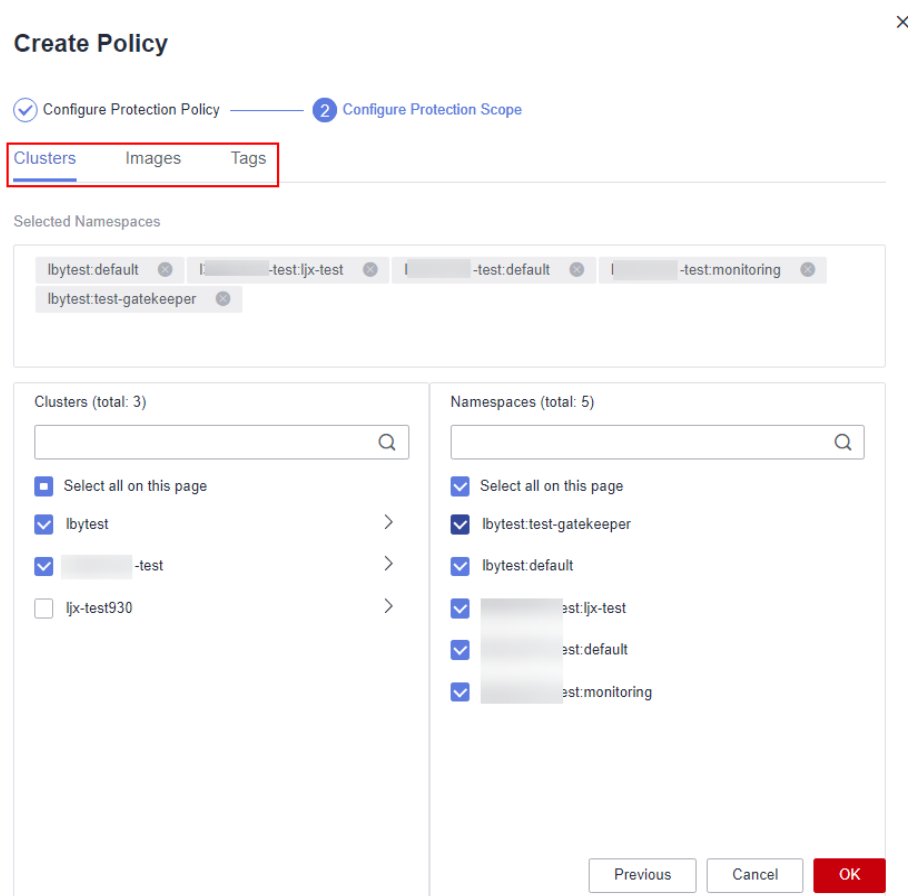 Create Policy
Configure Protection Policy 2 Configure Protection Scope
Clusters Images Tags
Selected Namespaces
lbytest:default -test:ljx-test -test:default -test:monitoring
lbytest:test-gatekeeper
Clusters (total: 3) Namespaces (total: 5)
Select all on this page Select all on this page
lbytest lbytest:test-gatekeeper
-test lbytest:default
ljx-test930 est:ljx-test
est:default
est:monitoring
Previous Cancel OK